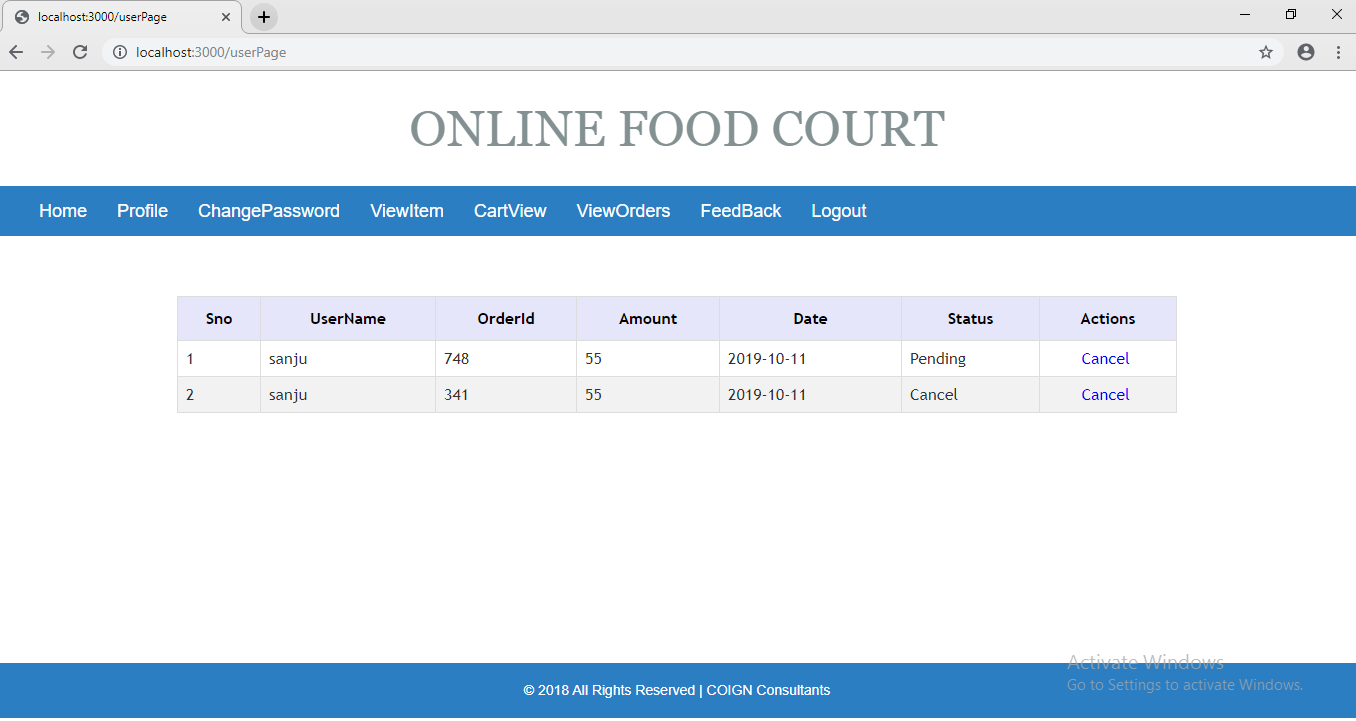 localhost:3000/userPage
localhost:3000/userPage
ONLINE FOOD COURT
Home Profile ChangePassword ViewItem CartView ViewOrders FeedBack Logout
Sno UserName OrderId Amount Date Status Actions
1 sanju 748 55 2019-10-11 Pending Cancel
2 sanju 341 55 2019-10-11 Cancel Cancel
Activate Windows
Go to Settings to activate Windows.
© 2018 All Rights Reserved | COIGN Consultants